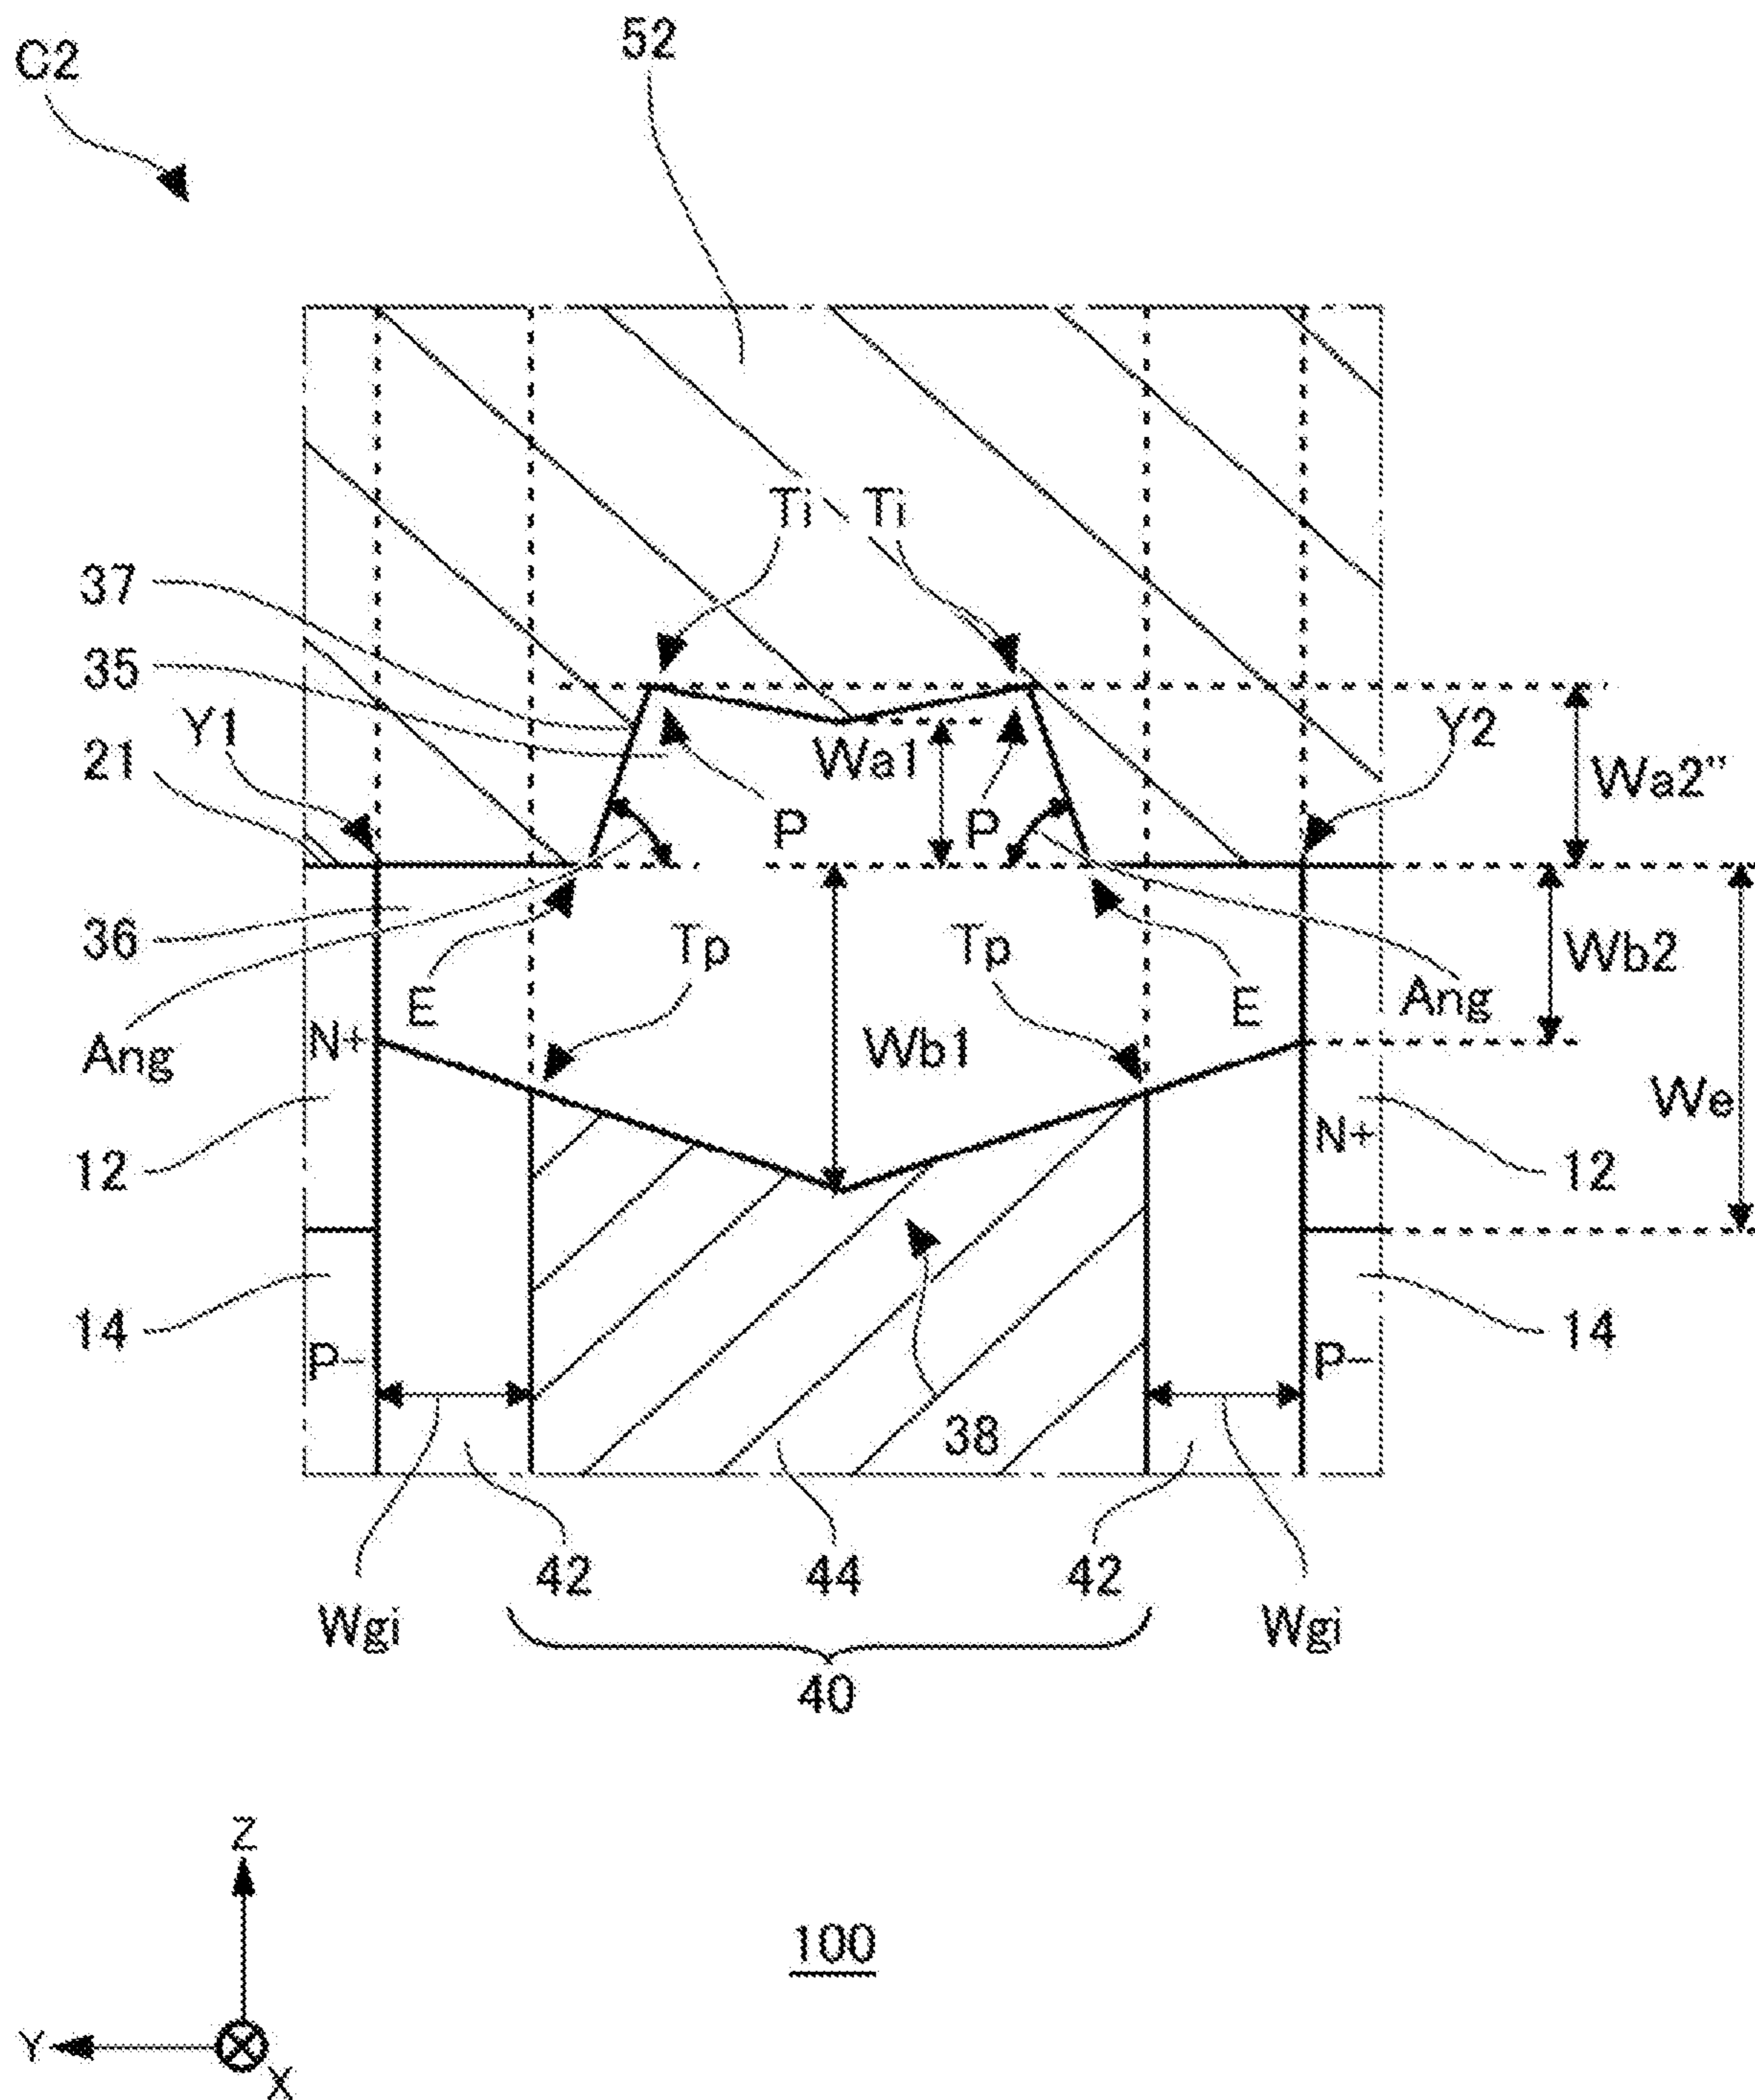 C2
52
Ti Ti
37
35
Y1
21
Wa1
Y2
Wa2"
P P
36
E
Tp Tp
E
Ang
Wb2
Ang
N+
Wb1
12
N+
12
We
14
P-
P-
14
38
42 44 42
Wgi Wgi
40
Z
Y
X
100